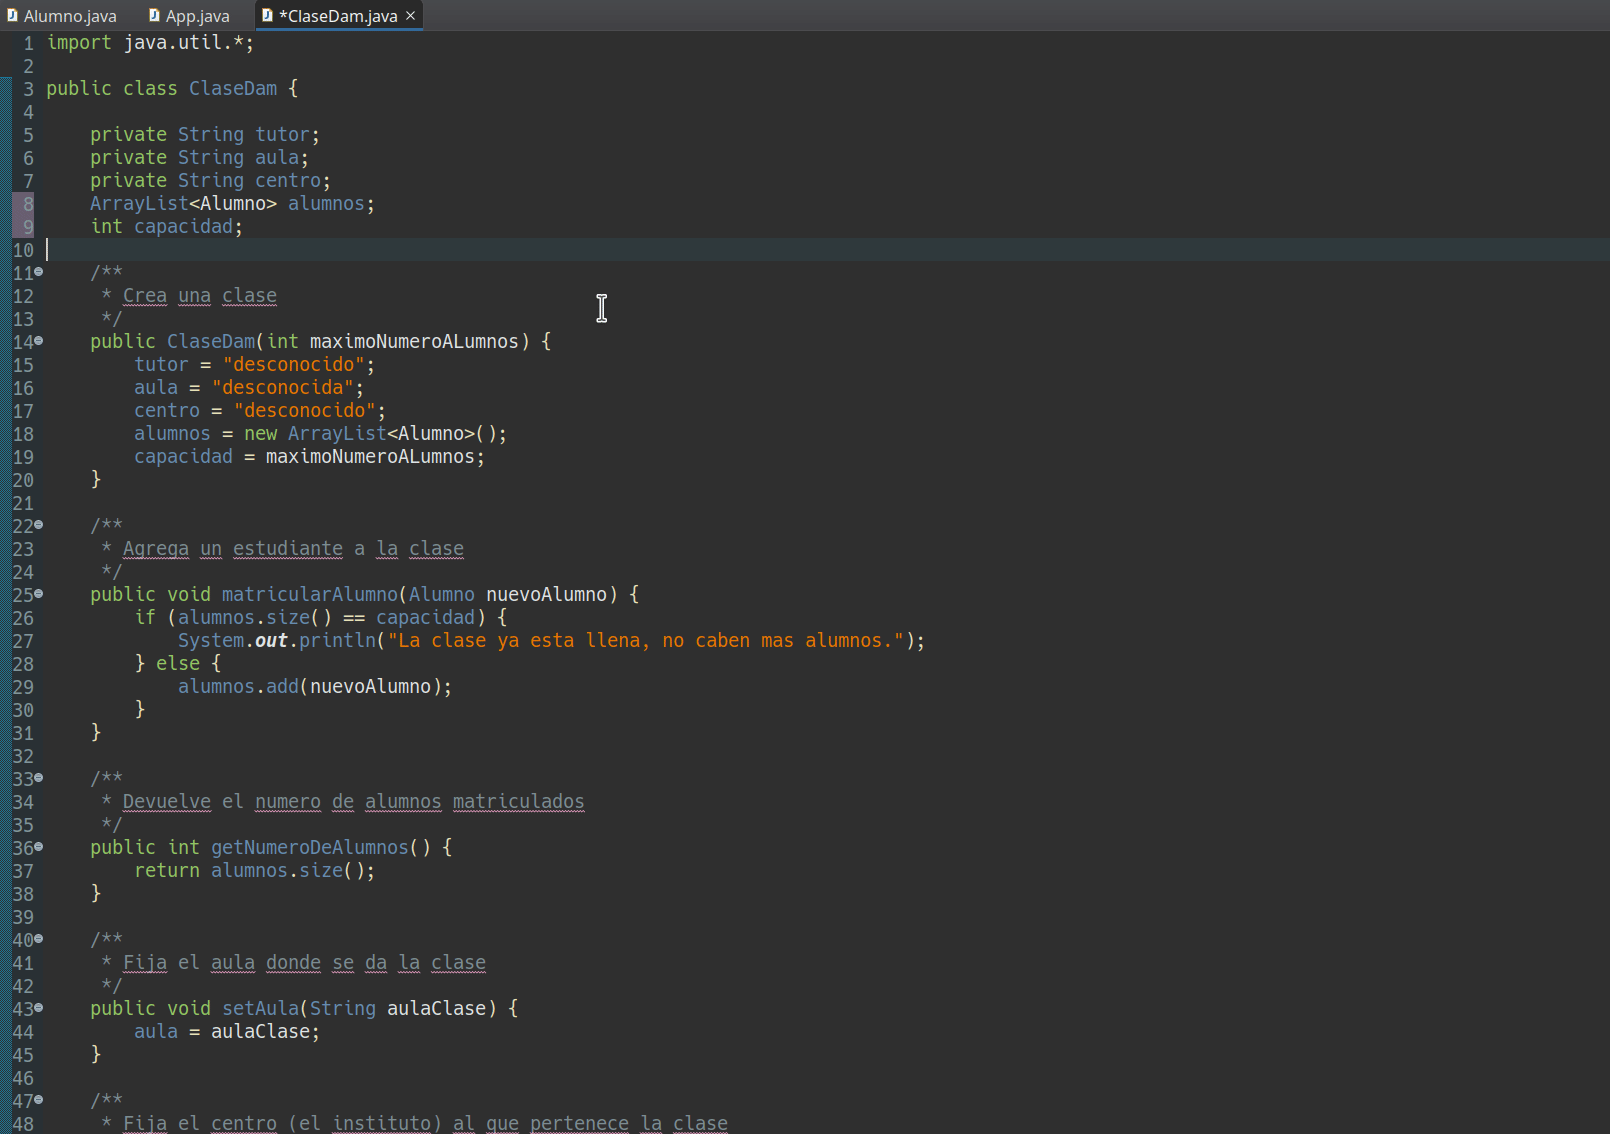 Alumno.java App.java *ClaseDam.java ×
1 import java.util.*;
2
3 public class ClaseDam {
4
5 private String tutor;
6 private String aula;
7 private String centro;
8 ArrayList<Alumno> alumnos;
9 int capacidad;
10
11 /**
12 * Crea una clase
13 */
14 public ClaseDam(int maximoNumeroALumnos) {
15 tutor = "desconocido";
16 aula = "desconocida";
17 centro = "desconocido";
18 alumnos = new ArrayList<Alumno>();
19 capacidad = maximoNumeroALumnos;
20 }
21
22 /**
23 * Agrega un estudiante a la clase
24 */
25 public void matricularAlumno(Alumno nuevoAlumno) {
26 if (alumnos.size() == capacidad) {
27 System.out.println("La clase ya esta llena, no caben mas alumnos.");
28 } else {
29 alumnos.add(nuevoAlumno);
30 }
31 }
32
33 /**
34 * Devuelve el numero de alumnos matriculados
35 */
36 public int getNumeroDeAlumnos() {
37 return alumnos.size();
38 }
39
40 /**
41 * Fija el aula donde se da la clase
42 */
43 public void setAula(String aulaClase) {
44 aula = aulaClase;
45 }
46
47 /**
48 * Fija el centro (el instituto) al que pertenece la clase